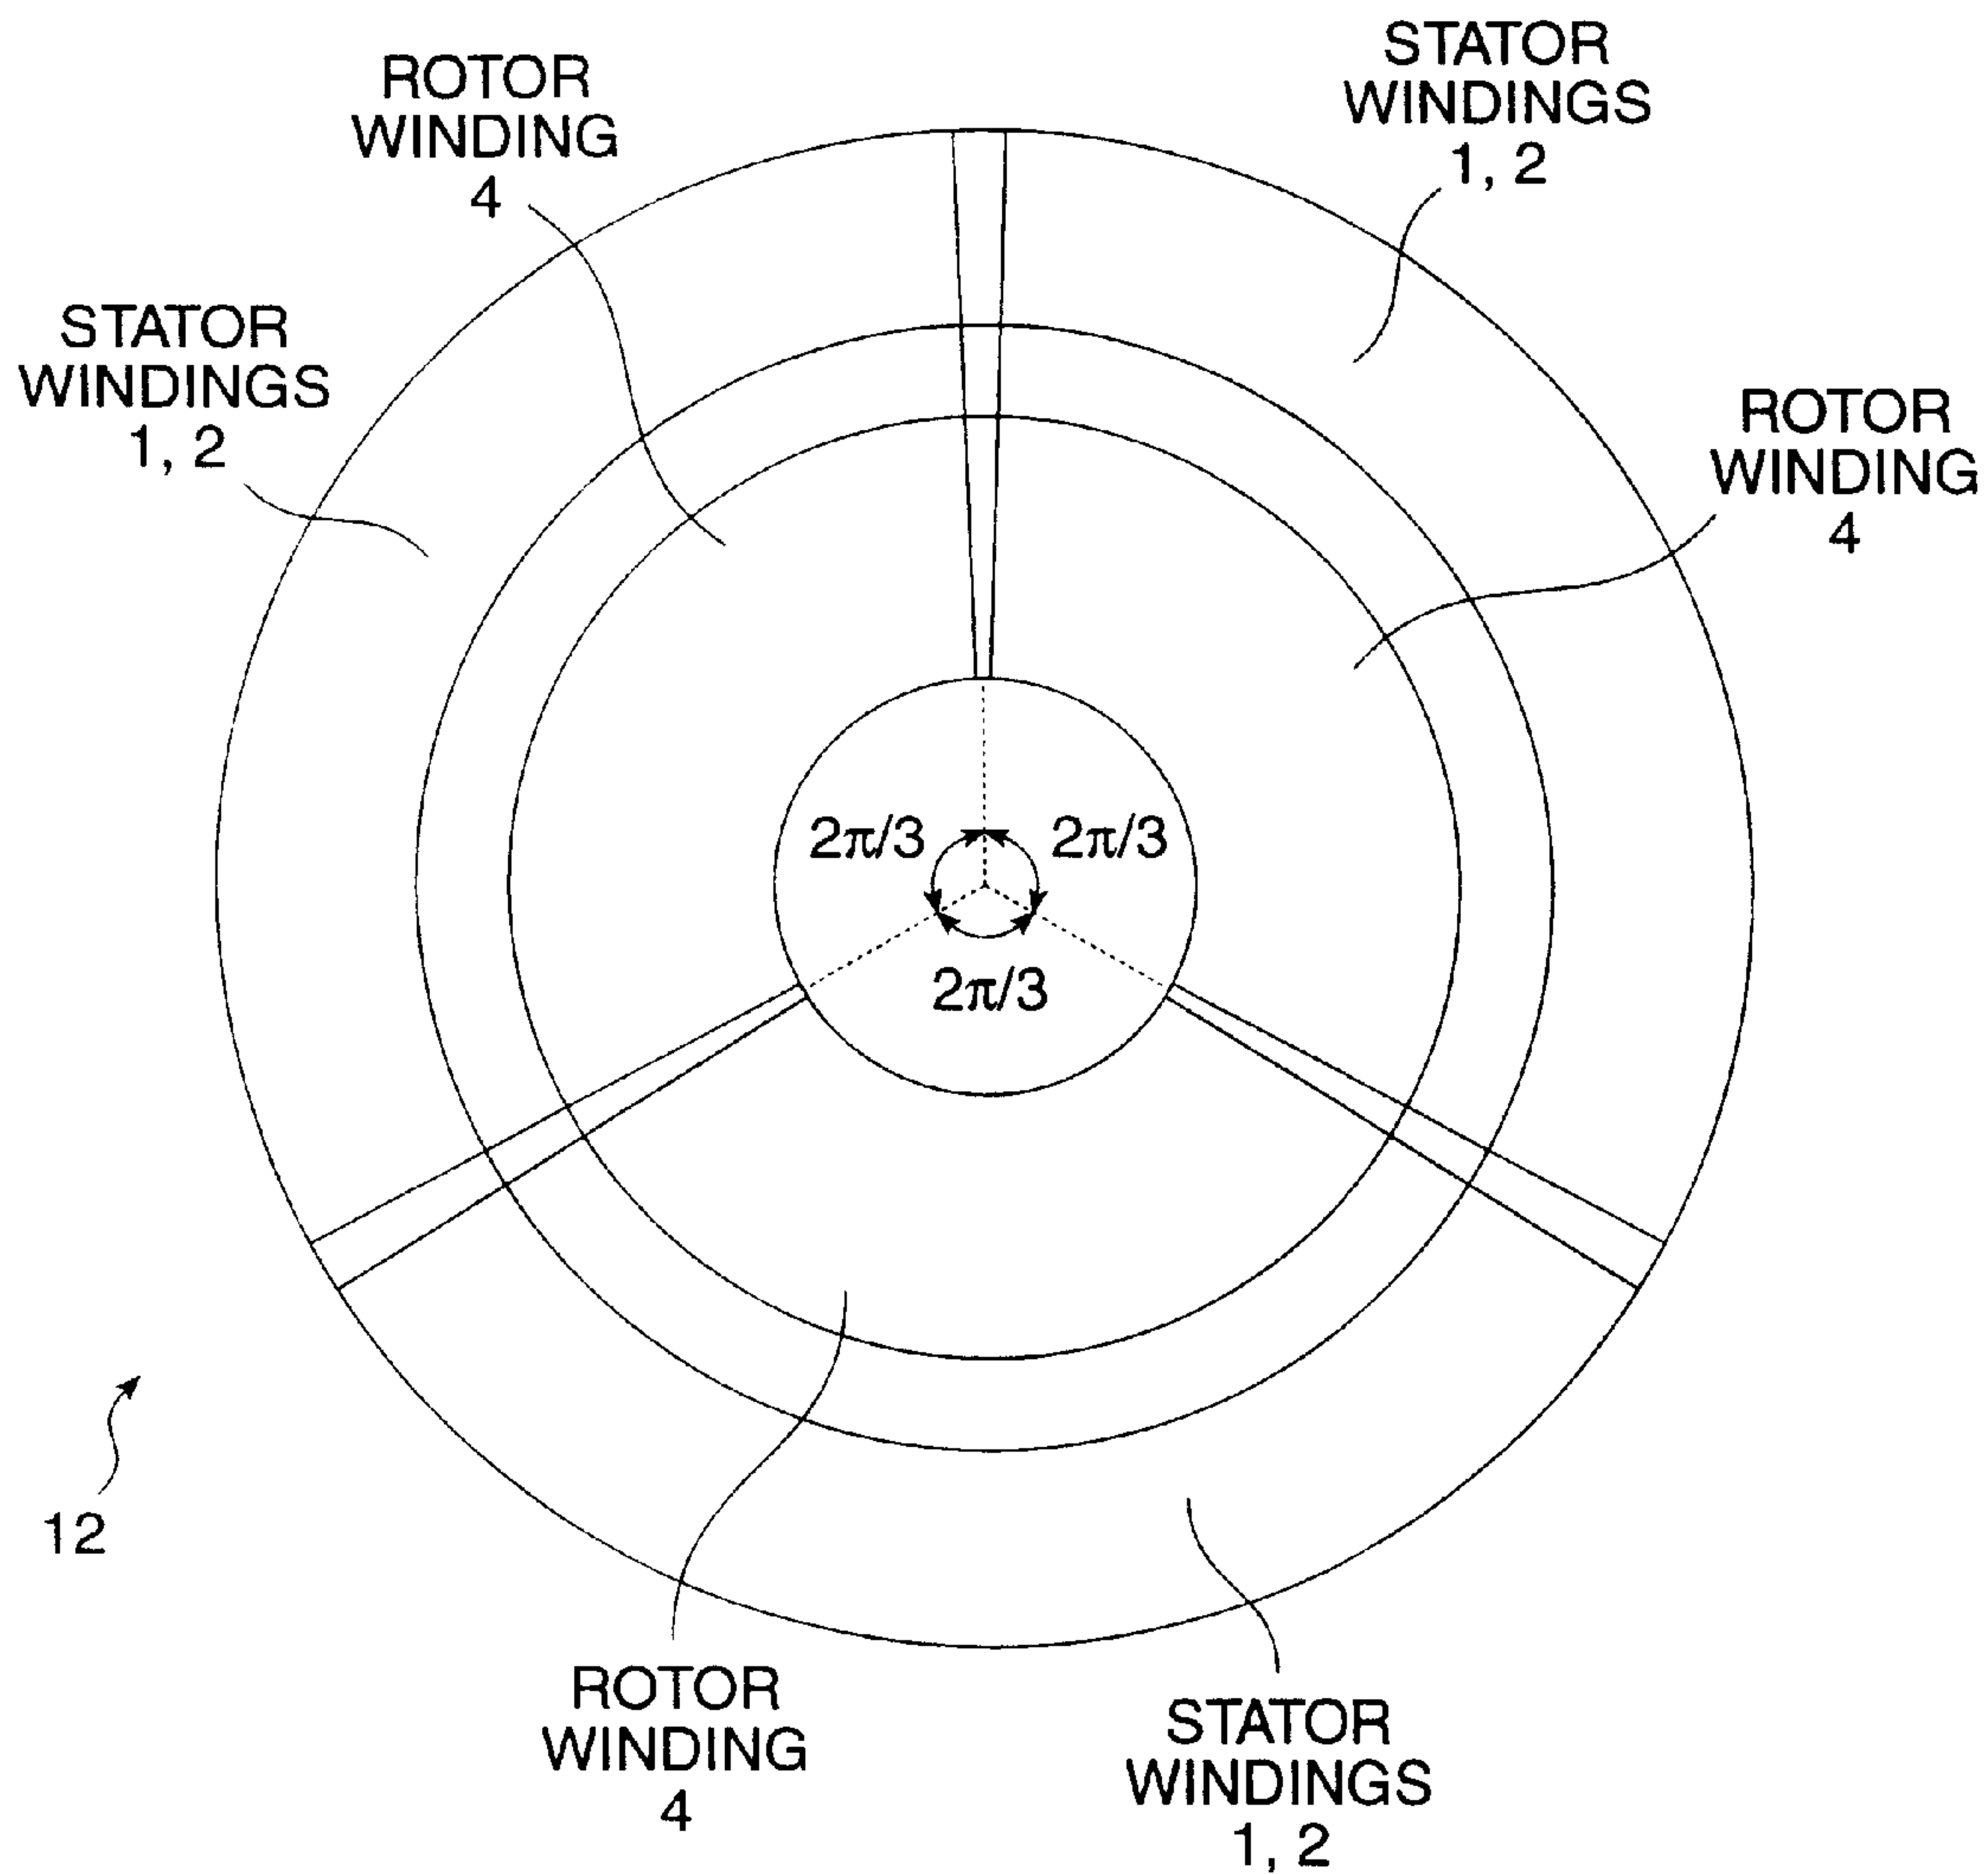 STATOR
WINDINGS
1, 2
ROTOR
WINDING
4
STATOR
WINDINGS
1, 2
ROTOR
WINDING
4
2π/3
2π/3
2π/3
12
ROTOR
WINDING
4
STATOR
WINDINGS
1, 2